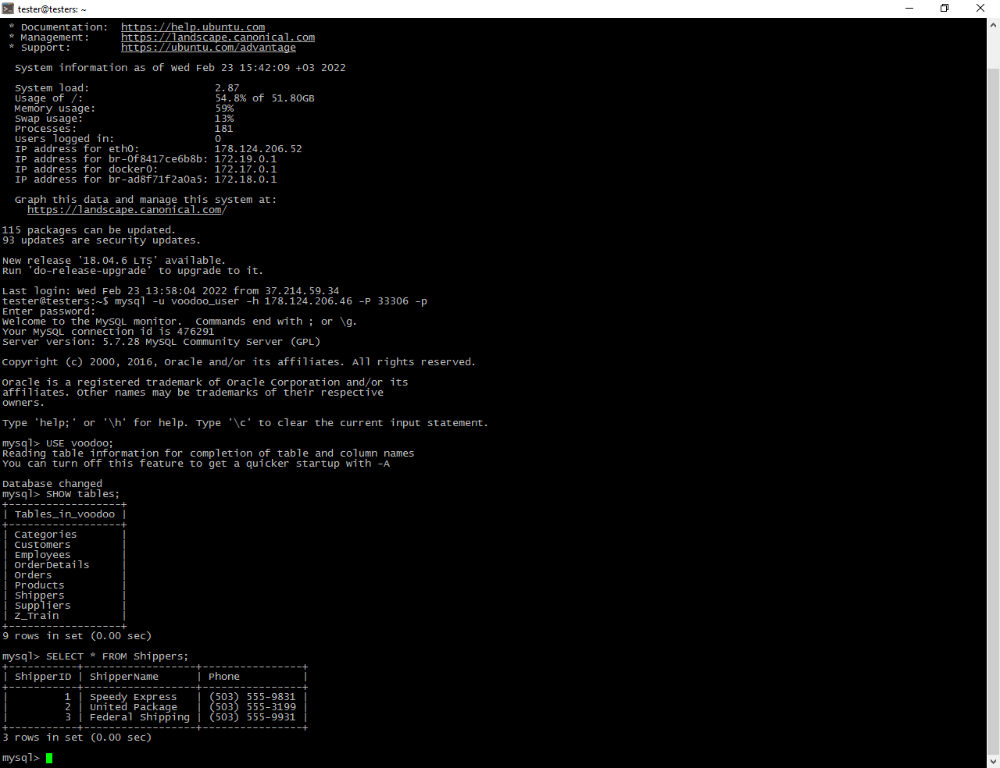 tester@testers: ~
* Documentation:  https://help.ubuntu.com
* Management:     https://landscape.canonical.com
* Support:        https://ubuntu.com/advantage
System information as of Wed Feb 23 15:42:09 +03 2022
System load:                    2.87
Usage of /:                     54.8% of 51.80GB
Memory usage:                   59%
Swap usage:                     13%
Processes:                      181
Users logged in:                0
IP address for eth0:            178.124.206.52
IP address for br-0f8417ce6b8b: 172.19.0.1
IP address for docker0:         172.17.0.1
IP address for br-ad8f71f2a0a5: 172.18.0.1
Graph this data and manage this system at:
https://landscape.canonical.com/
115 packages can be updated.
93 updates are security updates.
New release '18.04.6 LTS' available.
Run 'do-release-upgrade' to upgrade to it.
Last login: Wed Feb 23 13:58:04 2022 from 37.214.59.34
tester@testers:~$ mysql -u voodoo_user -h 178.124.206.46 -P 33306 -p
Enter password:
Welcome to the MySQL monitor.  Commands end with ; or \g.
Your MySQL connection id is 476291
Server version: 5.7.28 MySQL Community Server (GPL)
Copyright (c) 2000, 2016, Oracle and/or its affiliates. All rights reserved.
Oracle is a registered trademark of Oracle Corporation and/or its
affiliates. Other names may be trademarks of their respective
owners.
Type 'help;' or '\h' for help. Type '\c' to clear the current input statement.
mysql> USE voodoo;
Reading table information for completion of table and column names
You can turn off this feature to get a quicker startup with -A
Database changed
mysql> SHOW tables;
+------------------+
| Tables_in_voodoo |
+------------------+
| Categories       |
| Customers        |
| Employees        |
| OrderDetails     |
| Orders           |
| Products         |
| Shippers         |
| Suppliers        |
| Z_Train          |
+------------------+
9 rows in set (0.00 sec)
mysql> SELECT * FROM Shippers;
+-----------+------------------+----------------+
| ShipperID | ShipperName      | Phone          |
+-----------+------------------+----------------+
|         1 | Speedy Express   | (503) 555-9831 |
|         2 | United Package   | (503) 555-3199 |
|         3 | Federal Shipping | (503) 555-9931 |
+-----------+------------------+----------------+
3 rows in set (0.00 sec)
mysql>